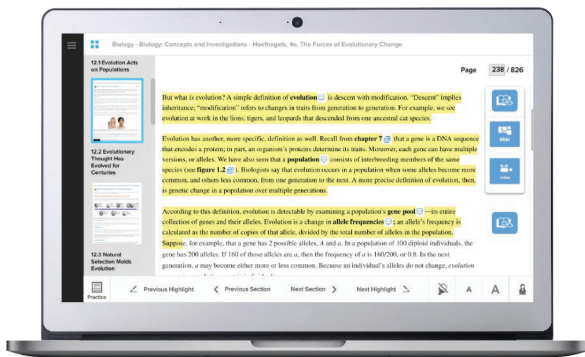 Biology - Biology: Concepts and Investigations - Hoefnagels, 4e, The Forces of Evolutionary Change
12.1 Evolution Acts
on Populations
12.2 Evolutionary
Thought Has
Evolved for
Centuries
12.3 Natural
Selection Molds
Evolution
Page 238 / 826
But what is evolution? A simple definition of evolution is descent with modification. "Descent" implies
inheritance; "modification" refers to changes in traits from generation to generation. For example, we see
evolution at work in the lions, tigers, and leopards that descended from one ancestral cat species.
Evolution has another, more specific, definition as well. Recall from chapter 7 that a gene is a DNA sequence
that encodes a protein; in part, an organism's proteins determine its traits. Moreover, each gene can have multiple
versions, or alleles. We have also seen that a population consists of interbreeding members of the same
species (see figure 1.2 ). Biologists say that evolution occurs in a population when some alleles become more
common, and others become less common, from one generation to the next. A more precise definition of evolution, then,
is genetic change in a population over multiple generations.
According to this definition, evolution is detectable by examining a population's gene pool —its entire
collection of genes and their alleles. Evolution is a change in allele frequencies ; an allele's frequency is
calculated as the number of copies of that allele, divided by the total number of alleles in the population.
Suppose, for example, that a gene has 2 possible alleles, A and a. In a population of 100 diploid individuals, the
gene has 200 alleles. If 160 of those alleles are a, then the frequency of a is 160/200, or 0.8. In the next
generation, a may become either more or less common. Because an individual's alleles do not change, evolution
Slide
Video
Practice
Previous Highlight
Previous Section
Next Section
Next Highlight
A
A